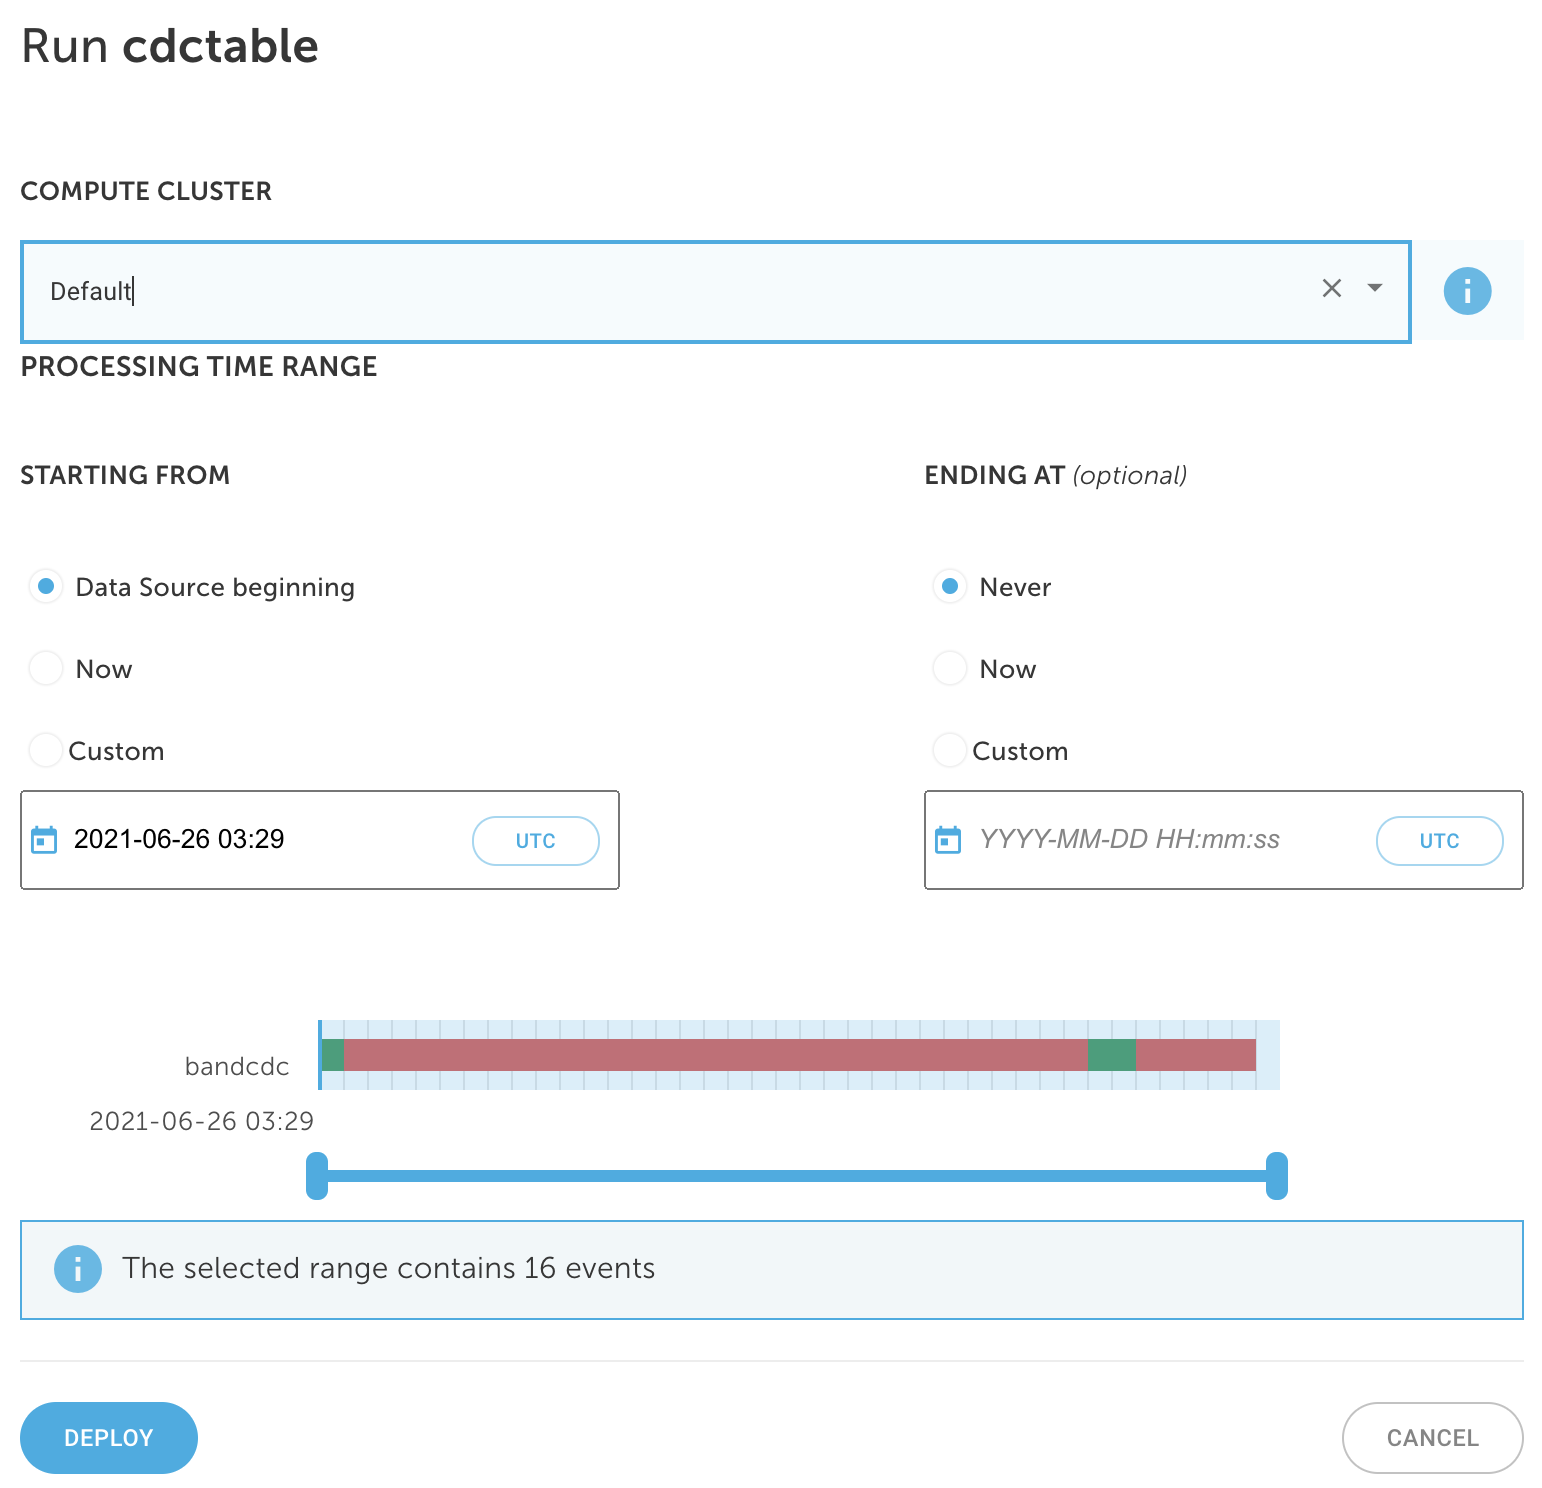 Run cdctable
COMPUTE CLUSTER
Default
PROCESSING TIME RANGE
STARTING FROM
ENDING AT (optional)
Data Source beginning
Never
Now
Now
Custom
Custom
2021-06-26 03:29 UTC
YYYY-MM-DD HH:mm:ss UTC
bandcdc
2021-06-26 03:29
The selected range contains 16 events
DEPLOY
CANCEL